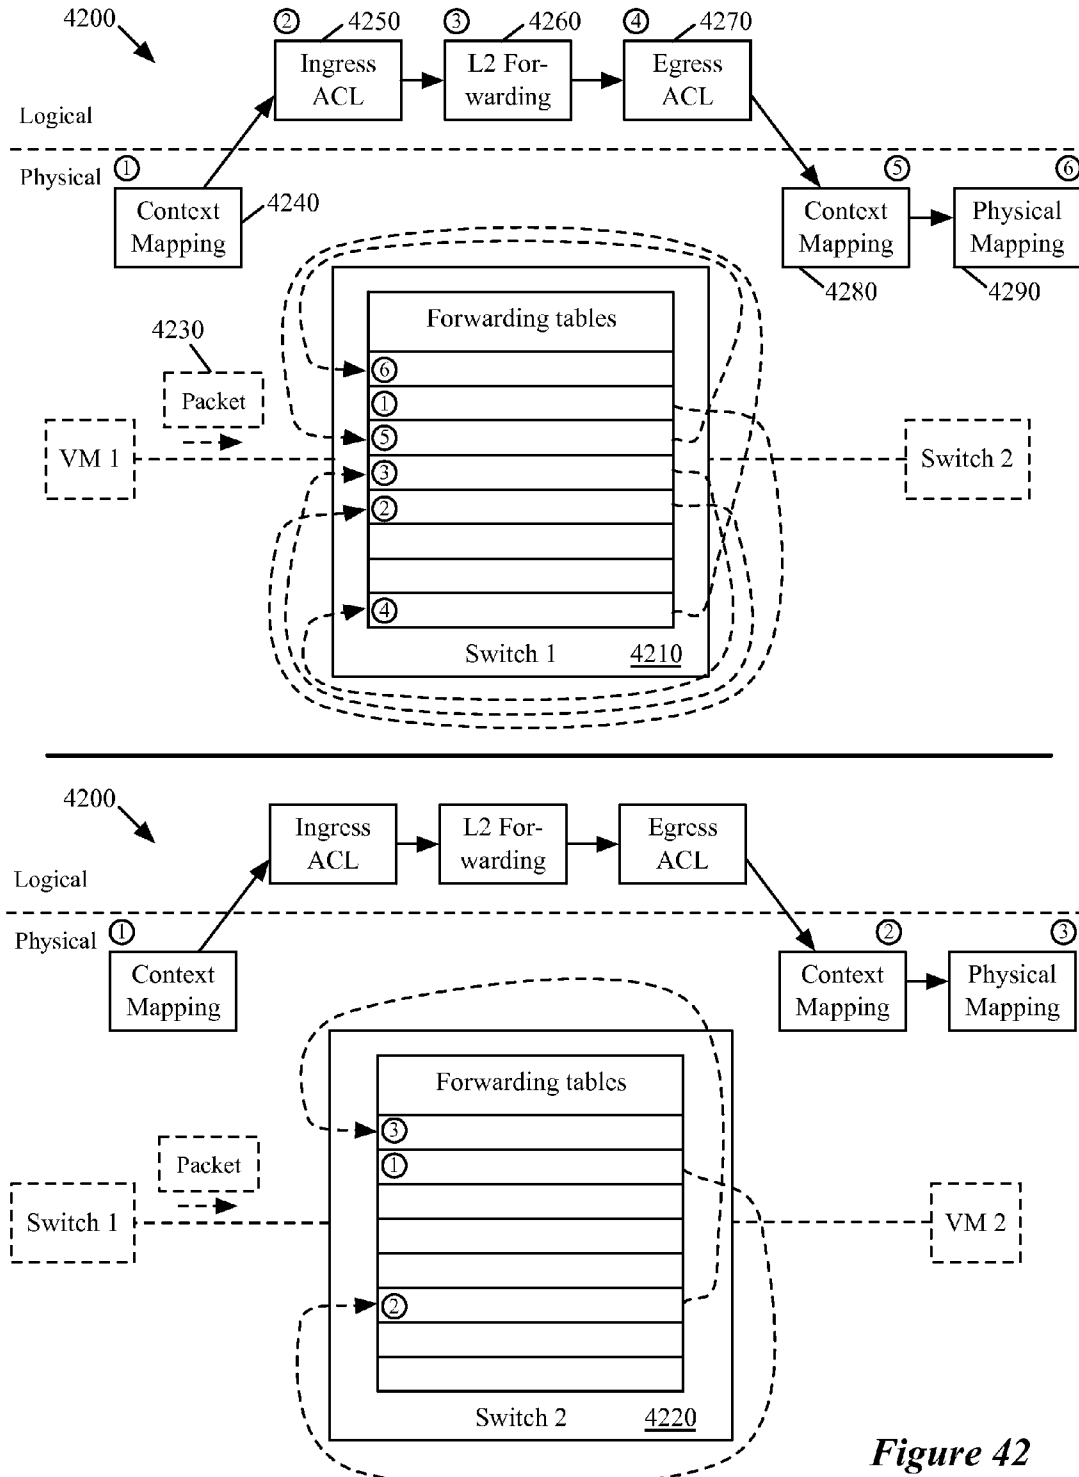 4200
② 4250 ③ 4260 ④ 4270
Ingress ACL
L2 For-warding
Egress ACL
Logical
Physical
①
Context Mapping
4240
⑤
Context Mapping
4280
⑥
Physical Mapping
4290
4230
Packet
VM 1
Forwarding tables
⑥
①
⑤
③
②
④
Switch 1 4210
Switch 2
4200
Ingress ACL
L2 For-warding
Egress ACL
Logical
Physical
①
Context Mapping
②
Context Mapping
③
Physical Mapping
Packet
Switch 1
Forwarding tables
③
①
②
Switch 2 4220
VM 2
Figure 42